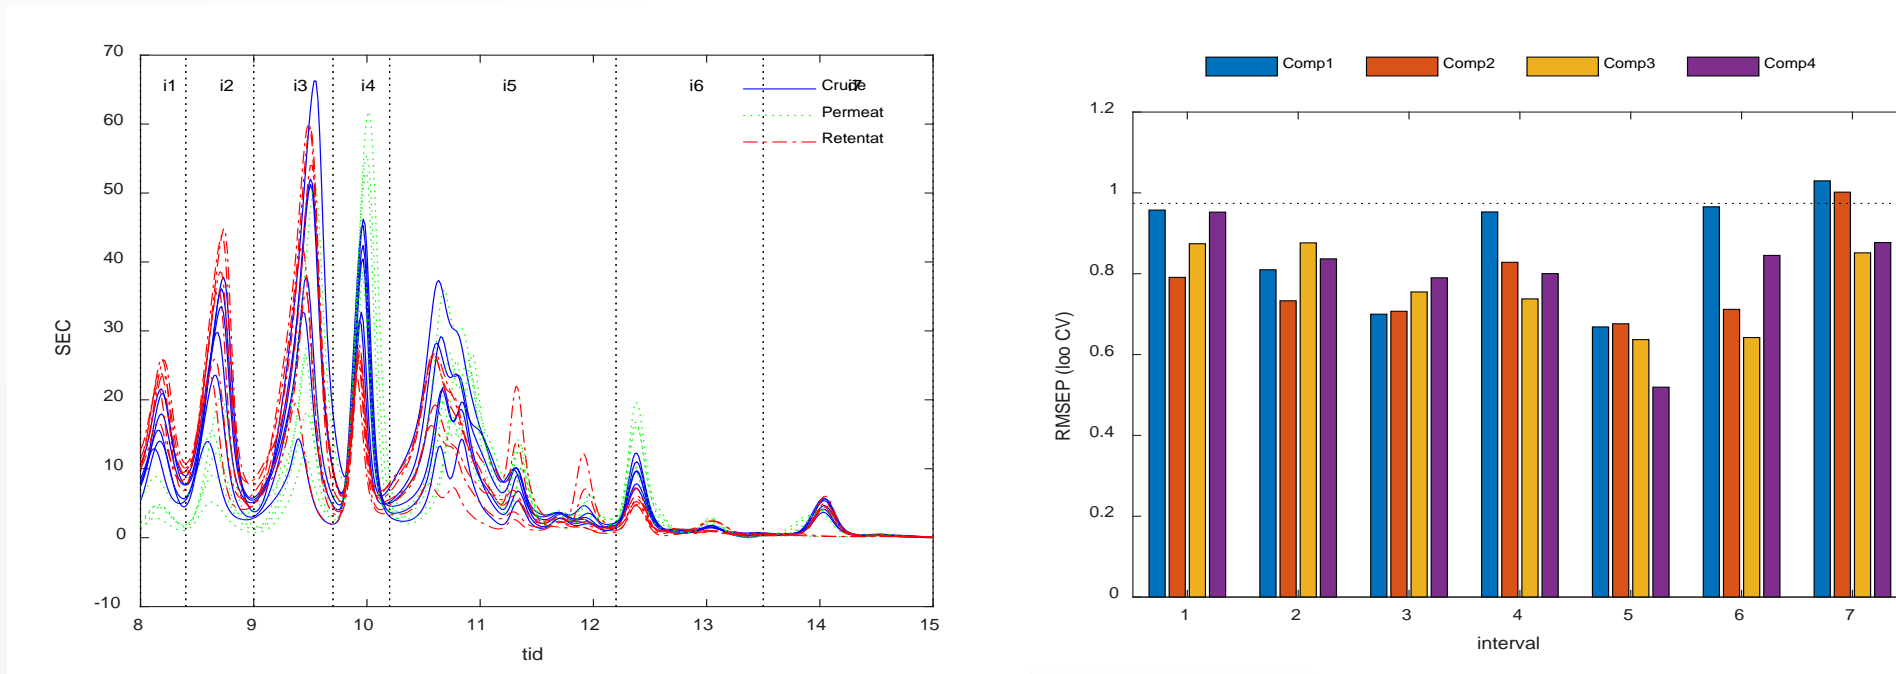 70
60
50
40
30
20
10
0
-10
SEC
i1 i2 i3 i4 i5 i6 i7
Crude
Permeat
Retentat
8 9 10 11 12 13 14 15
tid
Comp1 Comp2 Comp3 Comp4
1.2
1
0.8
0.6
0.4
0.2
0
RMSEP (loo CV)
1 2 3 4 5 6 7
interval